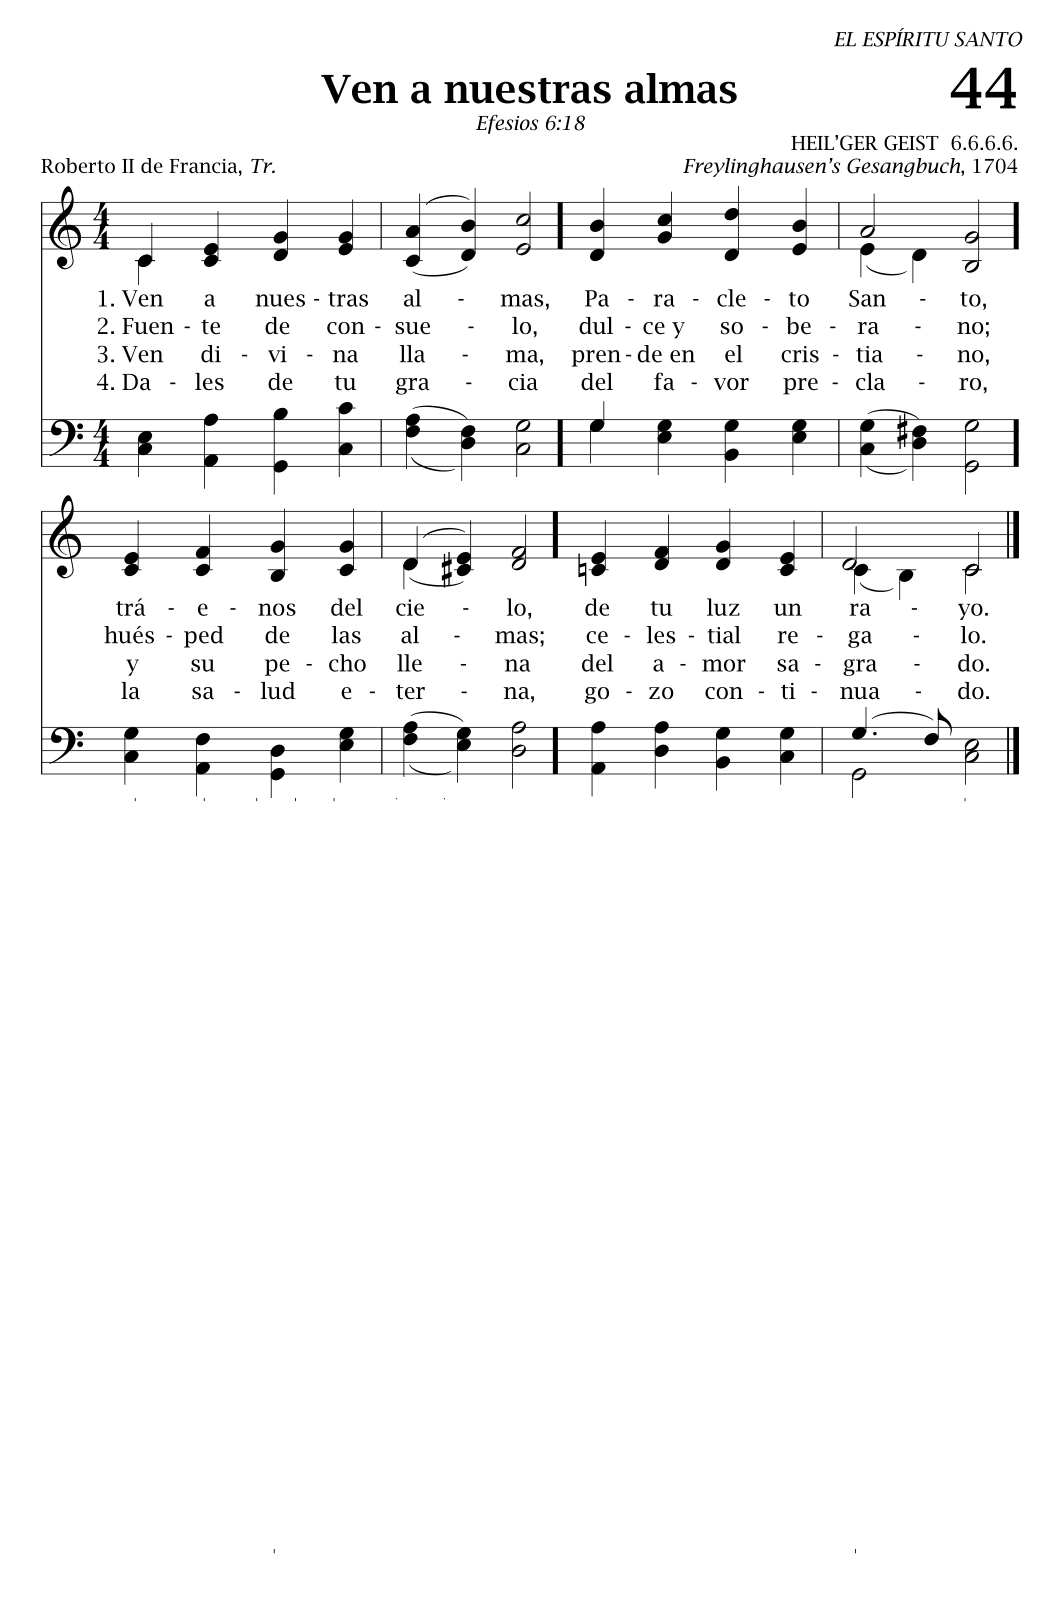 EL ESPÍRITU SANTO
Ven a nuestras almas
44
Efesios 6:18
HEIL’GER GEIST 6.6.6.6.
Roberto II de Francia, Tr.
Freylinghausen’s Gesangbuch, 1704
1. Ven a nues - tras al - mas, Pa - ra - cle - to San - to,
2. Fuen - te de con - sue - lo, dul - ce y so - be - ra - no;
3. Ven di - vi - na lla - ma, pren - de en el cris - tia - no,
4. Da - les de tu gra - cia del fa - vor pre - cla - ro,
trá - e - nos del cie - lo, de tu luz un ra - yo.
hués - ped de las al - mas; ce - les - tial re - ga - lo.
y su pe - cho lle - na del a - mor sa - gra - do.
la sa - lud e - ter - na, go - zo con - ti - nua - do.